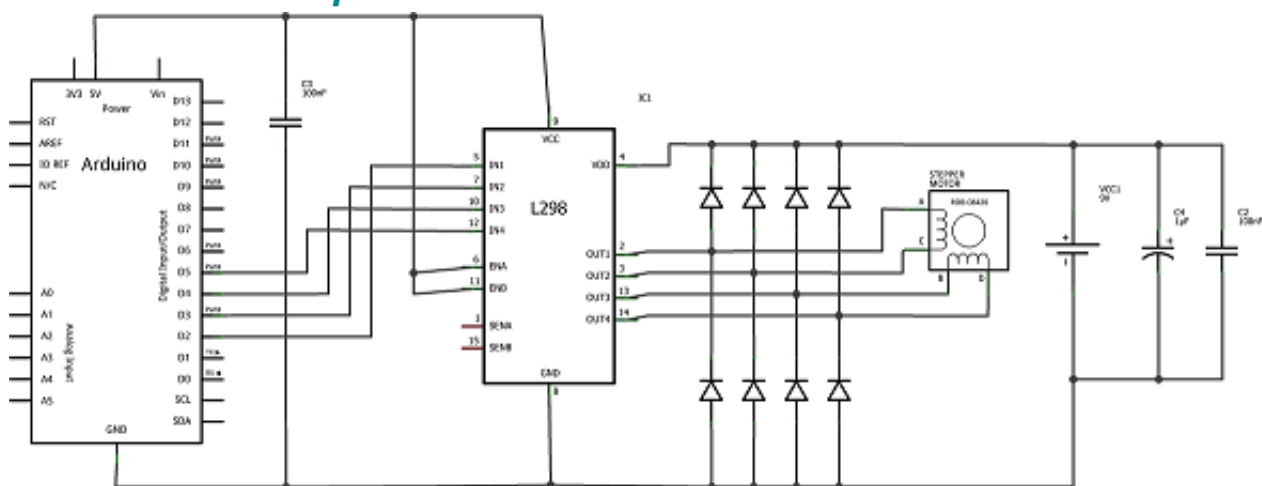 C3
100nF
IC1
3V3
5V
Vin
Power
RST
AREF
IO REF
N/C
Arduino
D13
D12
D11
PWM
D10
PWM
D9
PWM
D8
D7
D6
PWM
D5
PWM
D4
D3
PWM
D2
D1
D0
SCL
SDA
Digital Input/Output
A0
A1
A2
A3
A4
A5
Analog Input
GND
9
VCC
5
IN1
7
IN2
10
IN3
12
IN4
6
ENA
11
1
SENA
15
SENB
L298
VDD
4
OUT1
2
OUT2
3
OUT3
13
OUT4
14
GND
8
STEPPER
MOTOR
A
C
B
D
VCC1
9V
C4
1µF
C2
100nF